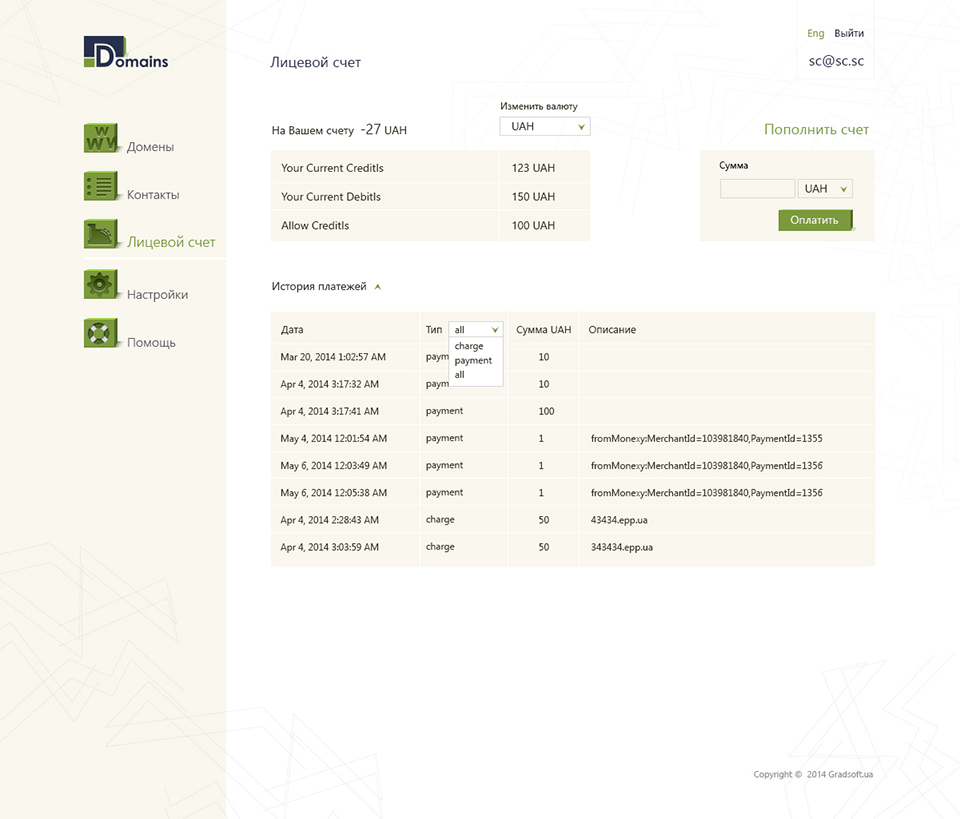 Domains
Eng Выйти
sc@sc.sc
Лицевой счет
Домены
Контакты
Лицевой счет
Настройки
Помощь
Изменить валюту
На Вашем счету -27 UAH
UAH
Your Current Creditls 123 UAH
Your Current Debitls 150 UAH
Allow Creditls 100 UAH
Пополнить счет
Сумма
UAH
Оплатить
История платежей
Дата Тип all Сумма UAH Описание
charge
payment
all
Mar 20, 2014 1:02:57 AM paym 10
Apr 4, 2014 3:17:32 AM paym 10
Apr 4, 2014 3:17:41 AM payment 100
May 4, 2014 12:01:54 AM payment 1 fromMonexy:MerchantId=103981840,PaymentId=1355
May 6, 2014 12:03:49 AM payment 1 fromMonexy:MerchantId=103981840,PaymentId=1356
May 6, 2014 12:05:38 AM payment 1 fromMonexy:MerchantId=103981840,PaymentId=1356
Apr 4, 2014 2:28:43 AM charge 50 43434.epp.ua
Apr 4, 2014 3:03:59 AM charge 50 343434.epp.ua
Copyright © 2014 Gradsoft.ua